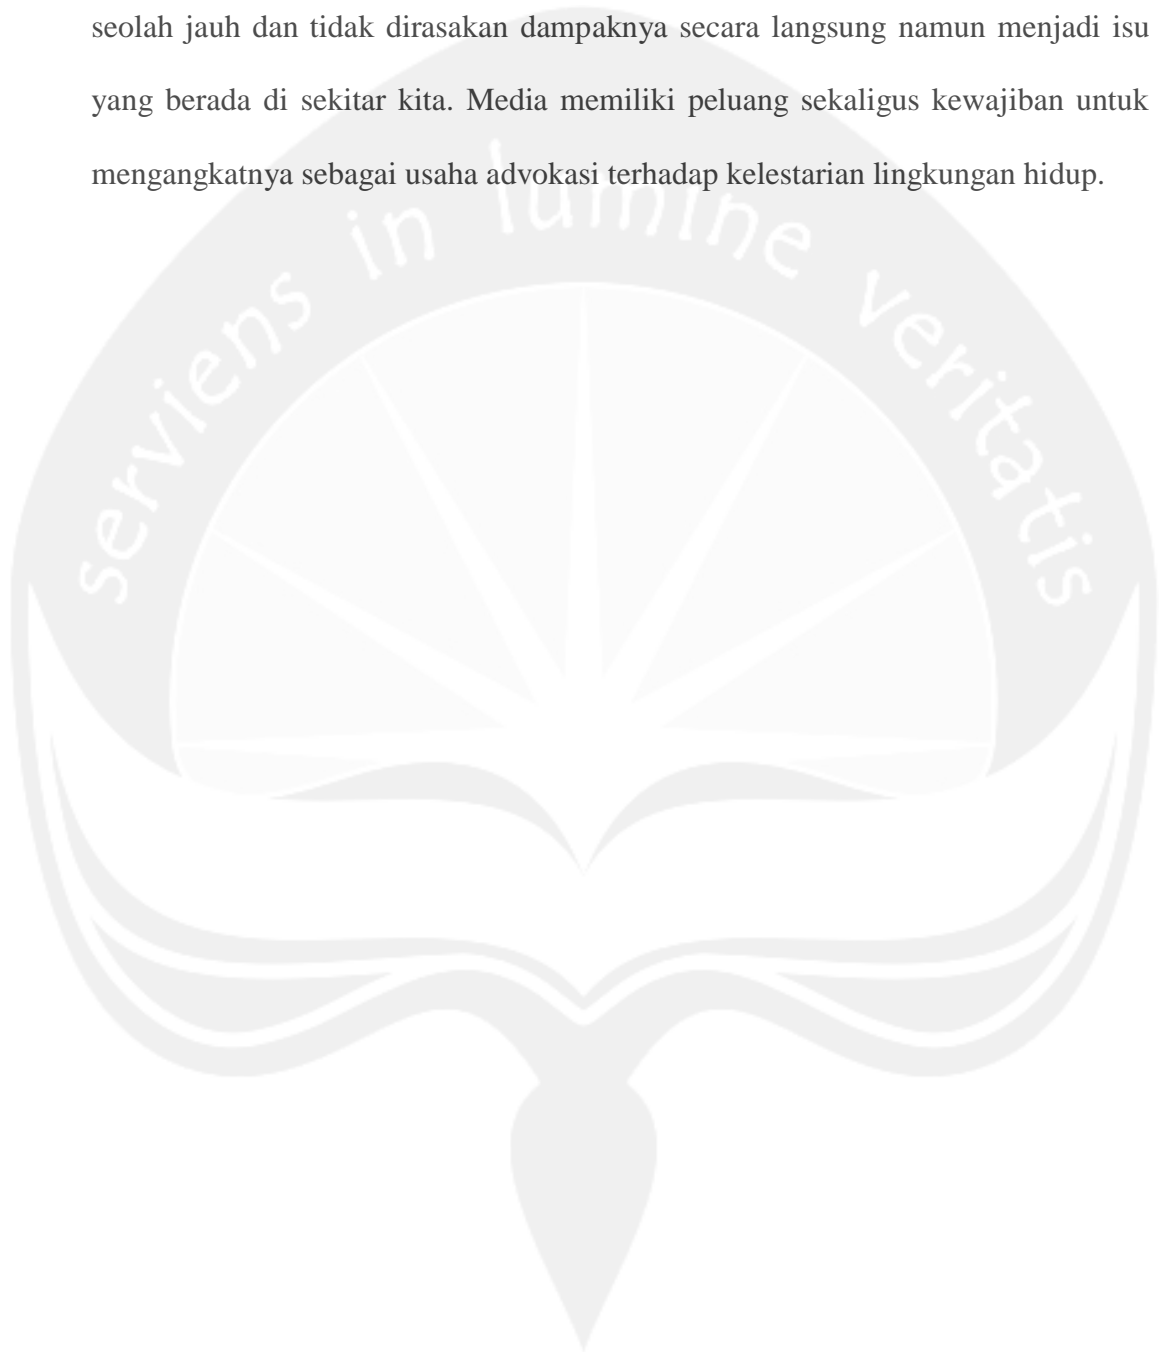 seolah jauh dan tidak dirasakan dampaknya secara langsung namun menjadi isu
yang berada di sekitar kita. Media memiliki peluang sekaligus kewajiban untuk
mengangkatnya sebagai usaha advokasi terhadap kelestarian lingkungan hidup.
serviens in lumine veritatis